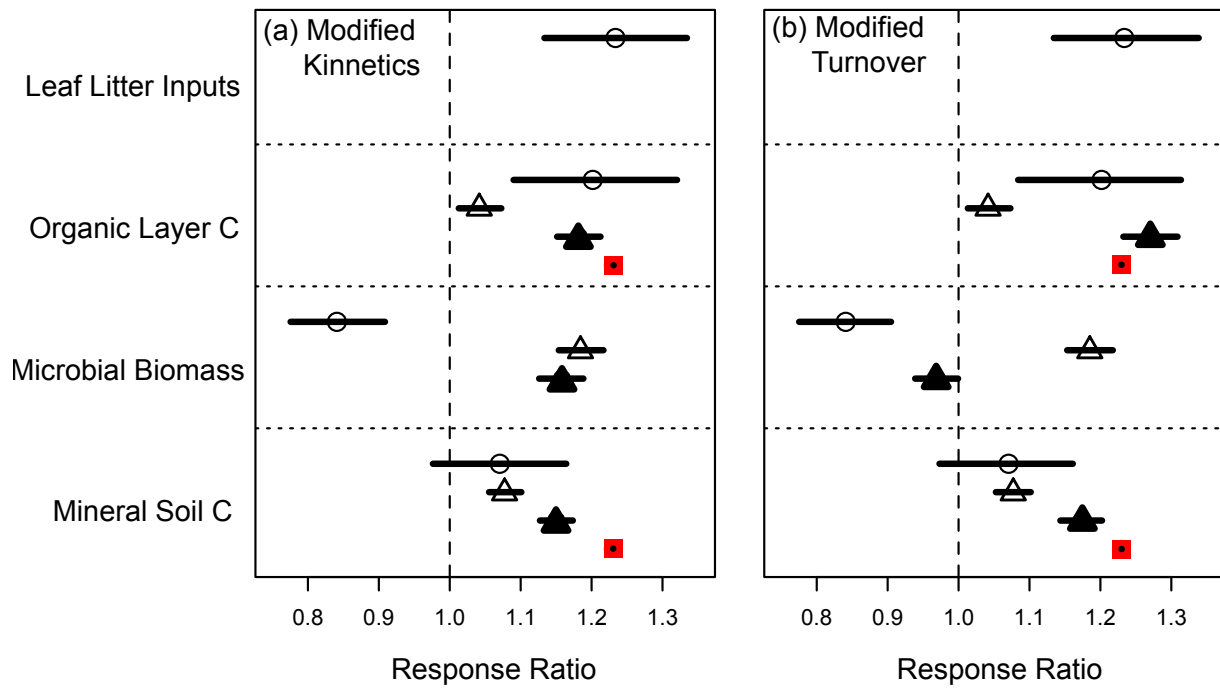 (a) Modified
Kinnetics
(b) Modified
Turnover
Leaf Litter Inputs
Organic Layer C
Microbial Biomass
Mineral Soil C
0.8 0.9 1.0 1.1 1.2 1.3
0.8 0.9 1.0 1.1 1.2 1.3
Response Ratio
Response Ratio